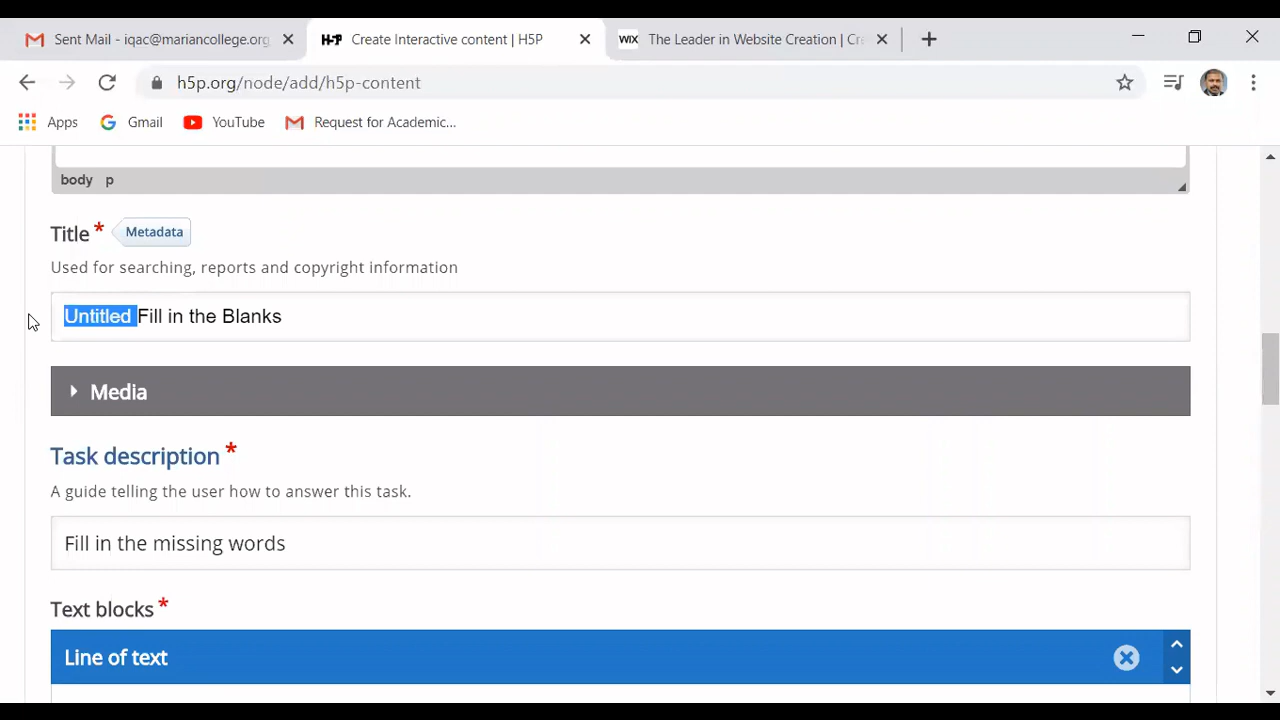 Sent Mail - iqac@mariancollege.org
H5P Create Interactive content | H5P
WIX The Leader in Website Creation | Cre
h5p.org/node/add/h5p-content
Apps Gmail YouTube Request for Academic...
body p
Title * Metadata
Used for searching, reports and copyright information
Untitled Fill in the Blanks
Media
Task description *
A guide telling the user how to answer this task.
Fill in the missing words
Text blocks *
Line of text